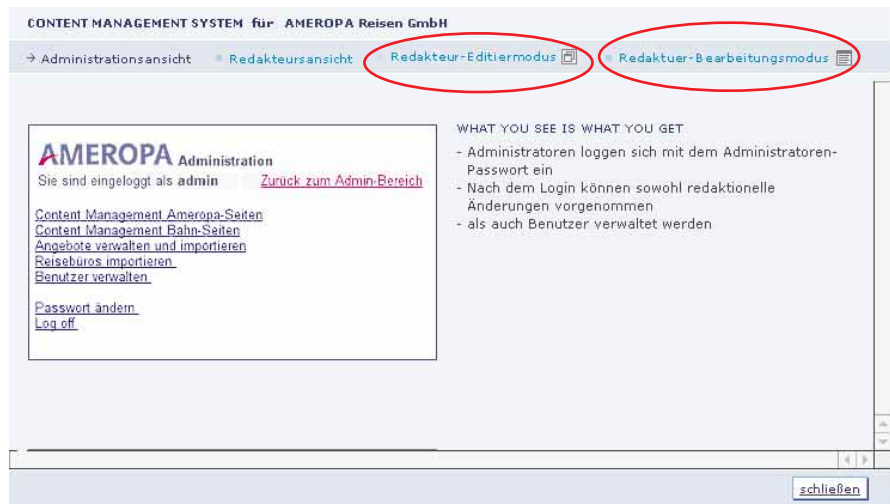 CONTENT MANAGEMENT SYSTEM für AMEROPA Reisen GmbH
→ Administrationsansicht Redakteursansicht Redakteur-Editiermodus Redaktuer-Bearbeitungsmodus
AMEROPA Administration
Sie sind eingeloggt als admin Zurück zum Admin-Bereich
Content Management Ameropa-Seiten
Content Management Bahn-Seiten
Angebote verwalten und importieren
Reisebüros importieren
Benutzer verwalten
Passwort ändern
Log off
WHAT YOU SEE IS WHAT YOU GET
- Administratoren loggen sich mit dem Administratoren-
Passwort ein
- Nach dem Login können sowohl redaktionelle
Änderungen vorgenommen
- als auch Benutzer verwaltet werden
schließen